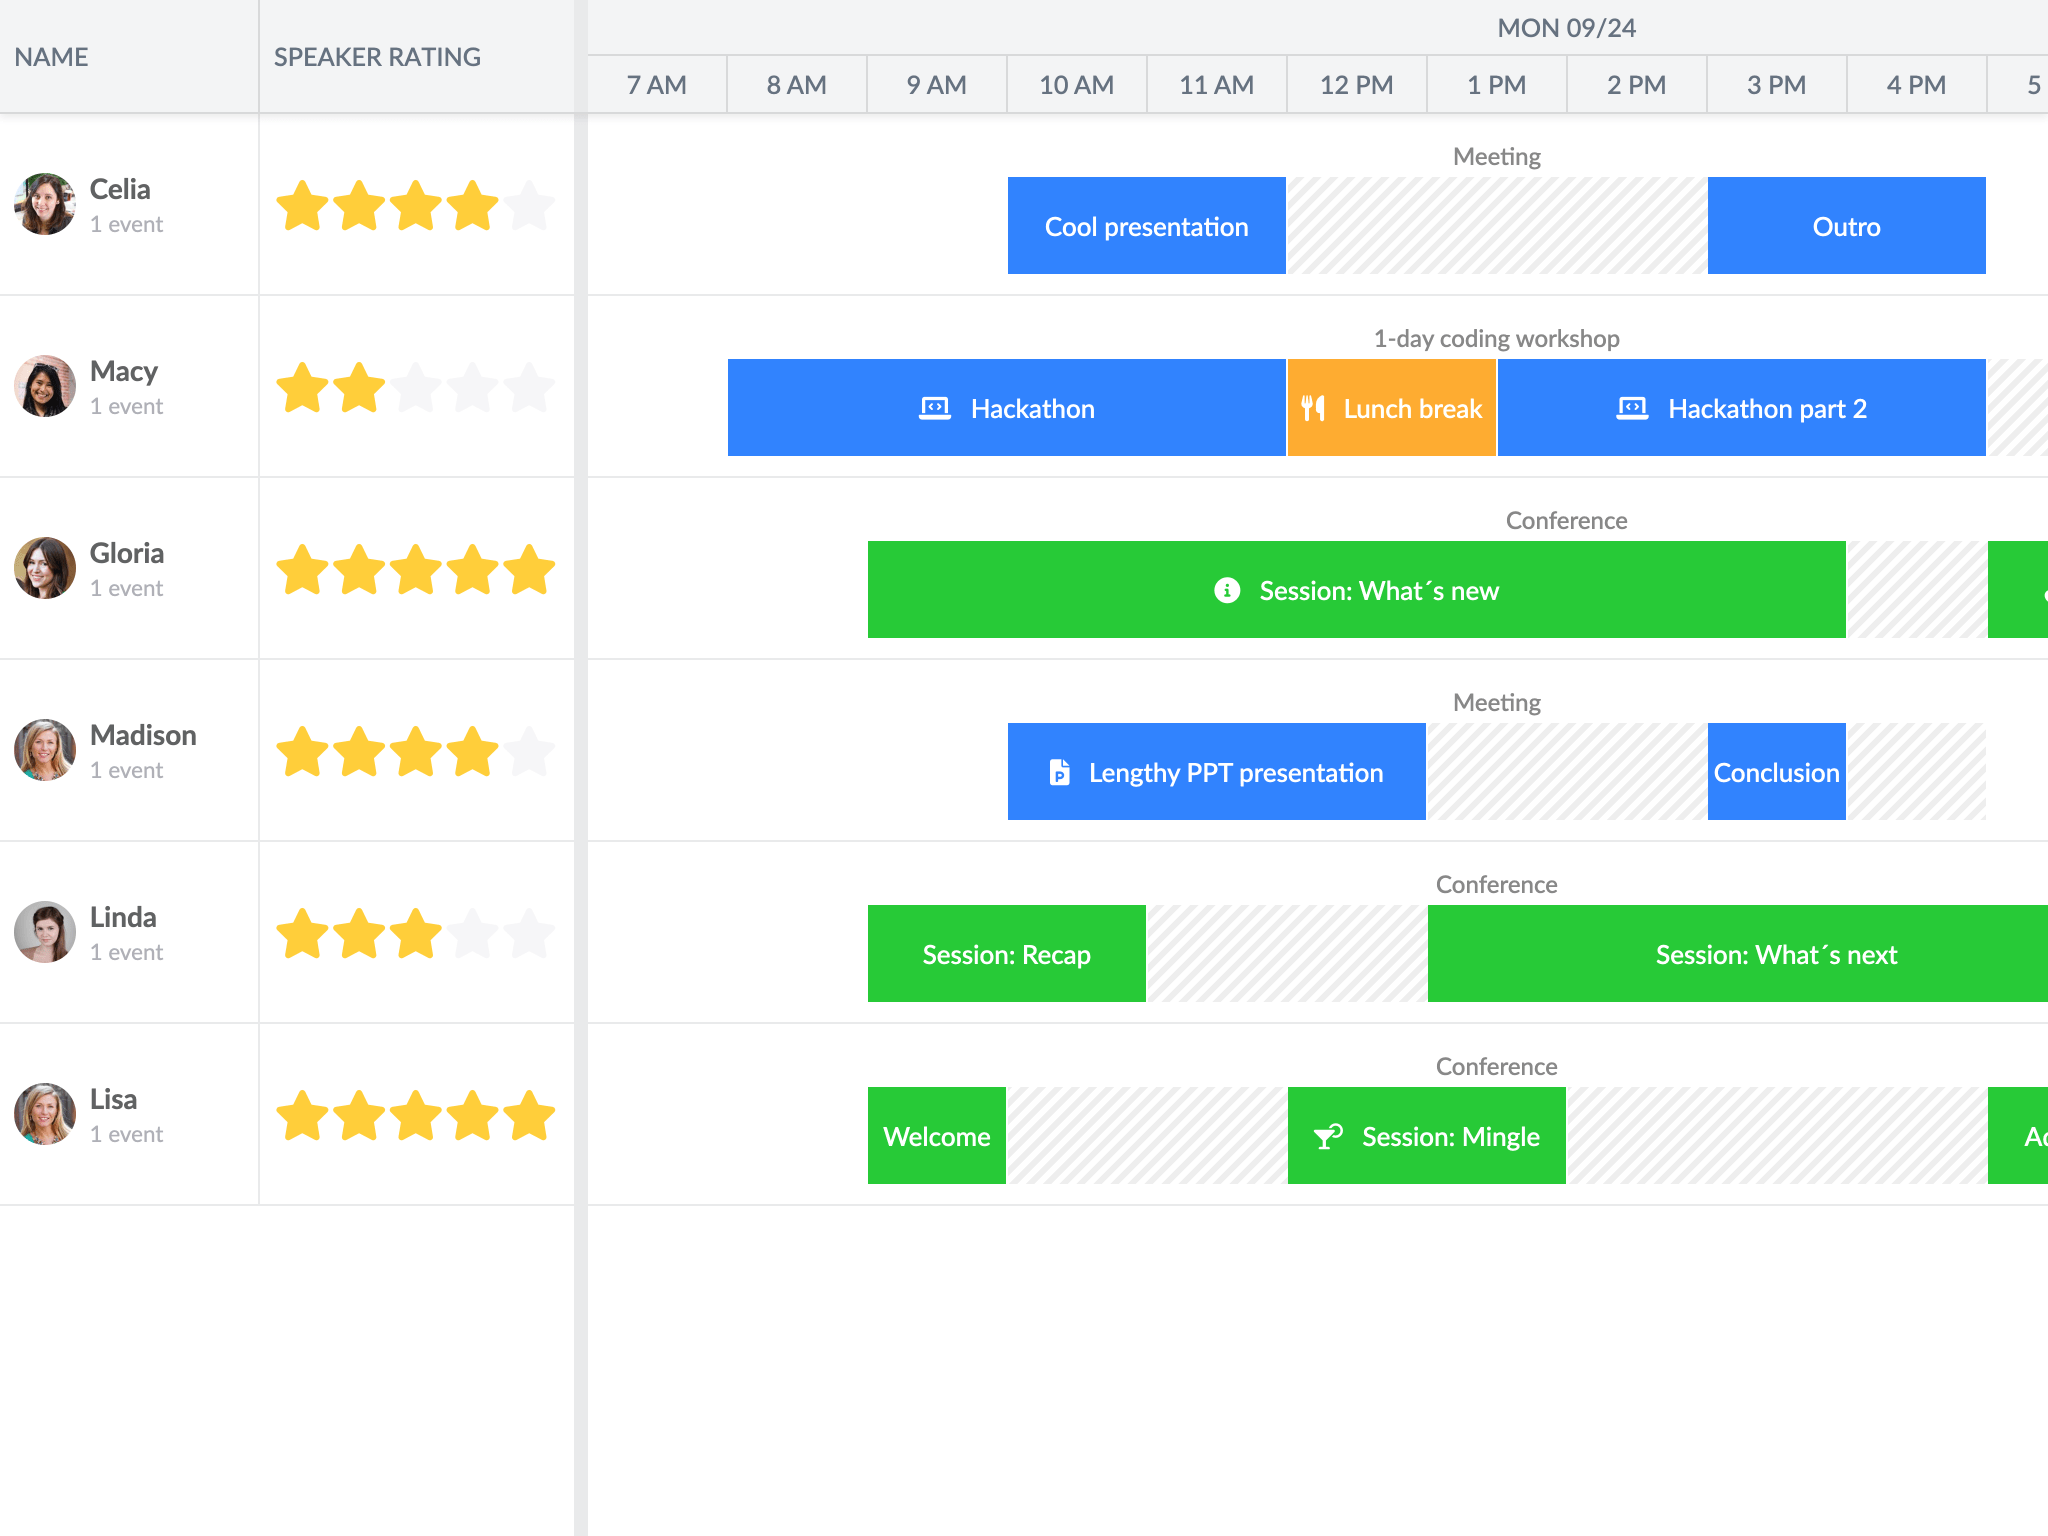 NAME
SPEAKER RATING
MON 09/24
7 AM 8 AM 9 AM 10 AM 11 AM 12 PM 1 PM 2 PM 3 PM 4 PM 5
Celia
1 event
Meeting
Cool presentation
Outro
Macy
1 event
1-day coding workshop
Hackathon
Lunch break
Hackathon part 2
Gloria
1 event
Conference
Session: What´s new
Madison
1 event
Meeting
Lengthy PPT presentation
Conclusion
Linda
1 event
Conference
Session: Recap
Session: What´s next
Lisa
1 event
Conference
Welcome
Session: Mingle